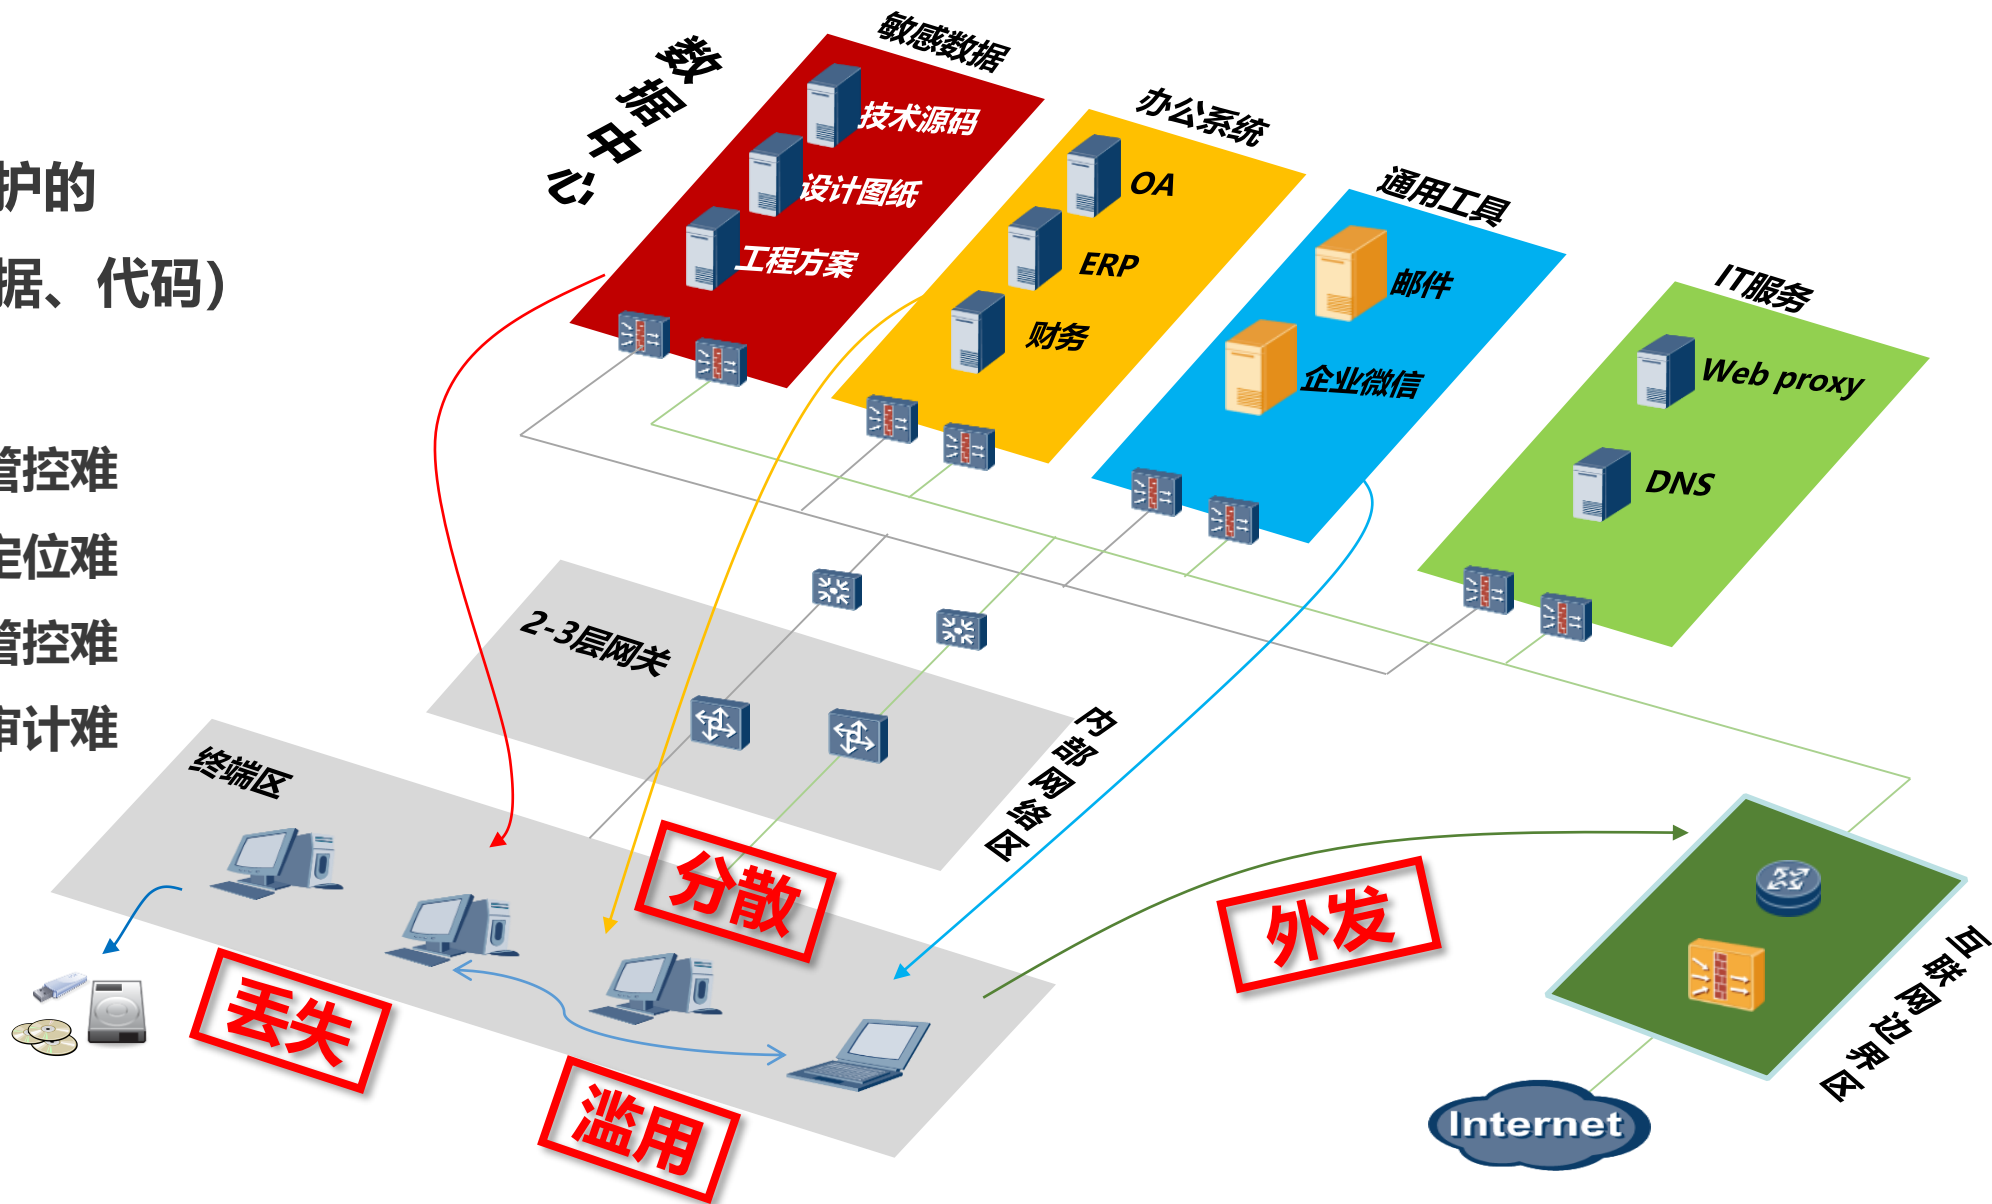 护的
据、代码）
管控难
定位难
管控难
审计难
数据中心
敏感数据
技术源码
设计图纸
工程方案
办公系统
OA
ERP
财务
通用工具
邮件
企业微信
IT服务
Web proxy
DNS
2-3层网关
内部网络区
终端区
分散
外发
丢失
滥用
互联网边界区
Internet